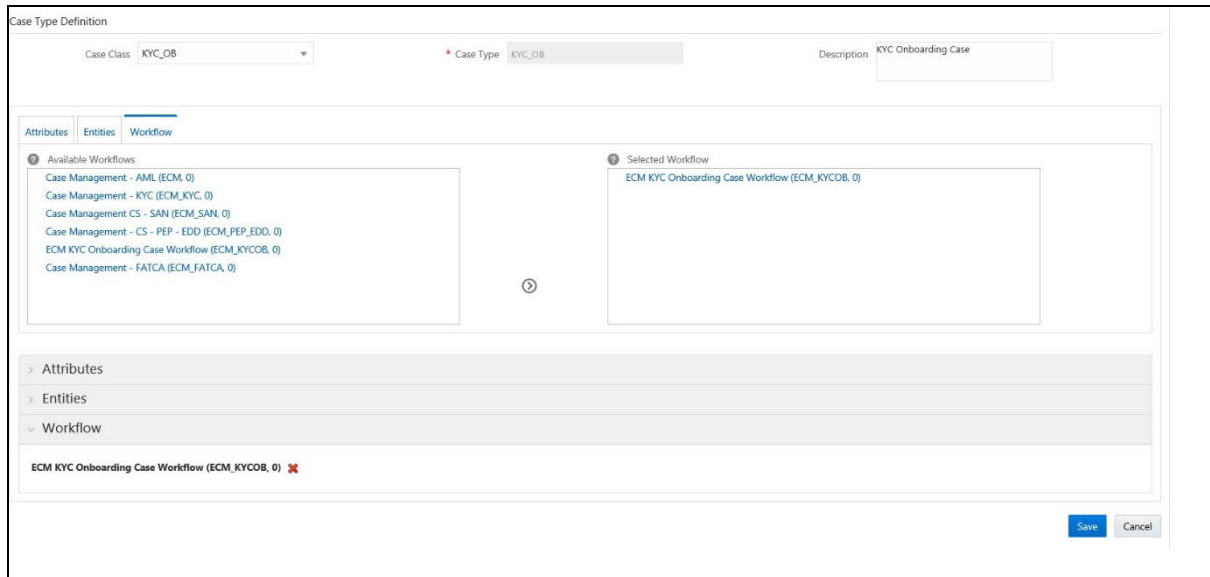 Case Type Definition
Case Class KYC_OB * Case Type KYC_OB Description KYC Onboarding Case
Attributes Entities Workflow
Available Workflows Selected Workflow
Case Management - AML (ECM, 0) ECM KYC Onboarding Case Workflow (ECM_KYCOB, 0)
Case Management - KYC (ECM_KYC, 0)
Case Management CS - SAN (ECM_SAN, 0)
Case Management - CS - PEP - EDD (ECM_PEP_EDD, 0)
ECM KYC Onboarding Case Workflow (ECM_KYCOB, 0)
Case Management - FATCA (ECM_FATCA, 0)
Attributes
Entities
Workflow
ECM KYC Onboarding Case Workflow (ECM_KYCOB, 0)
Save Cancel